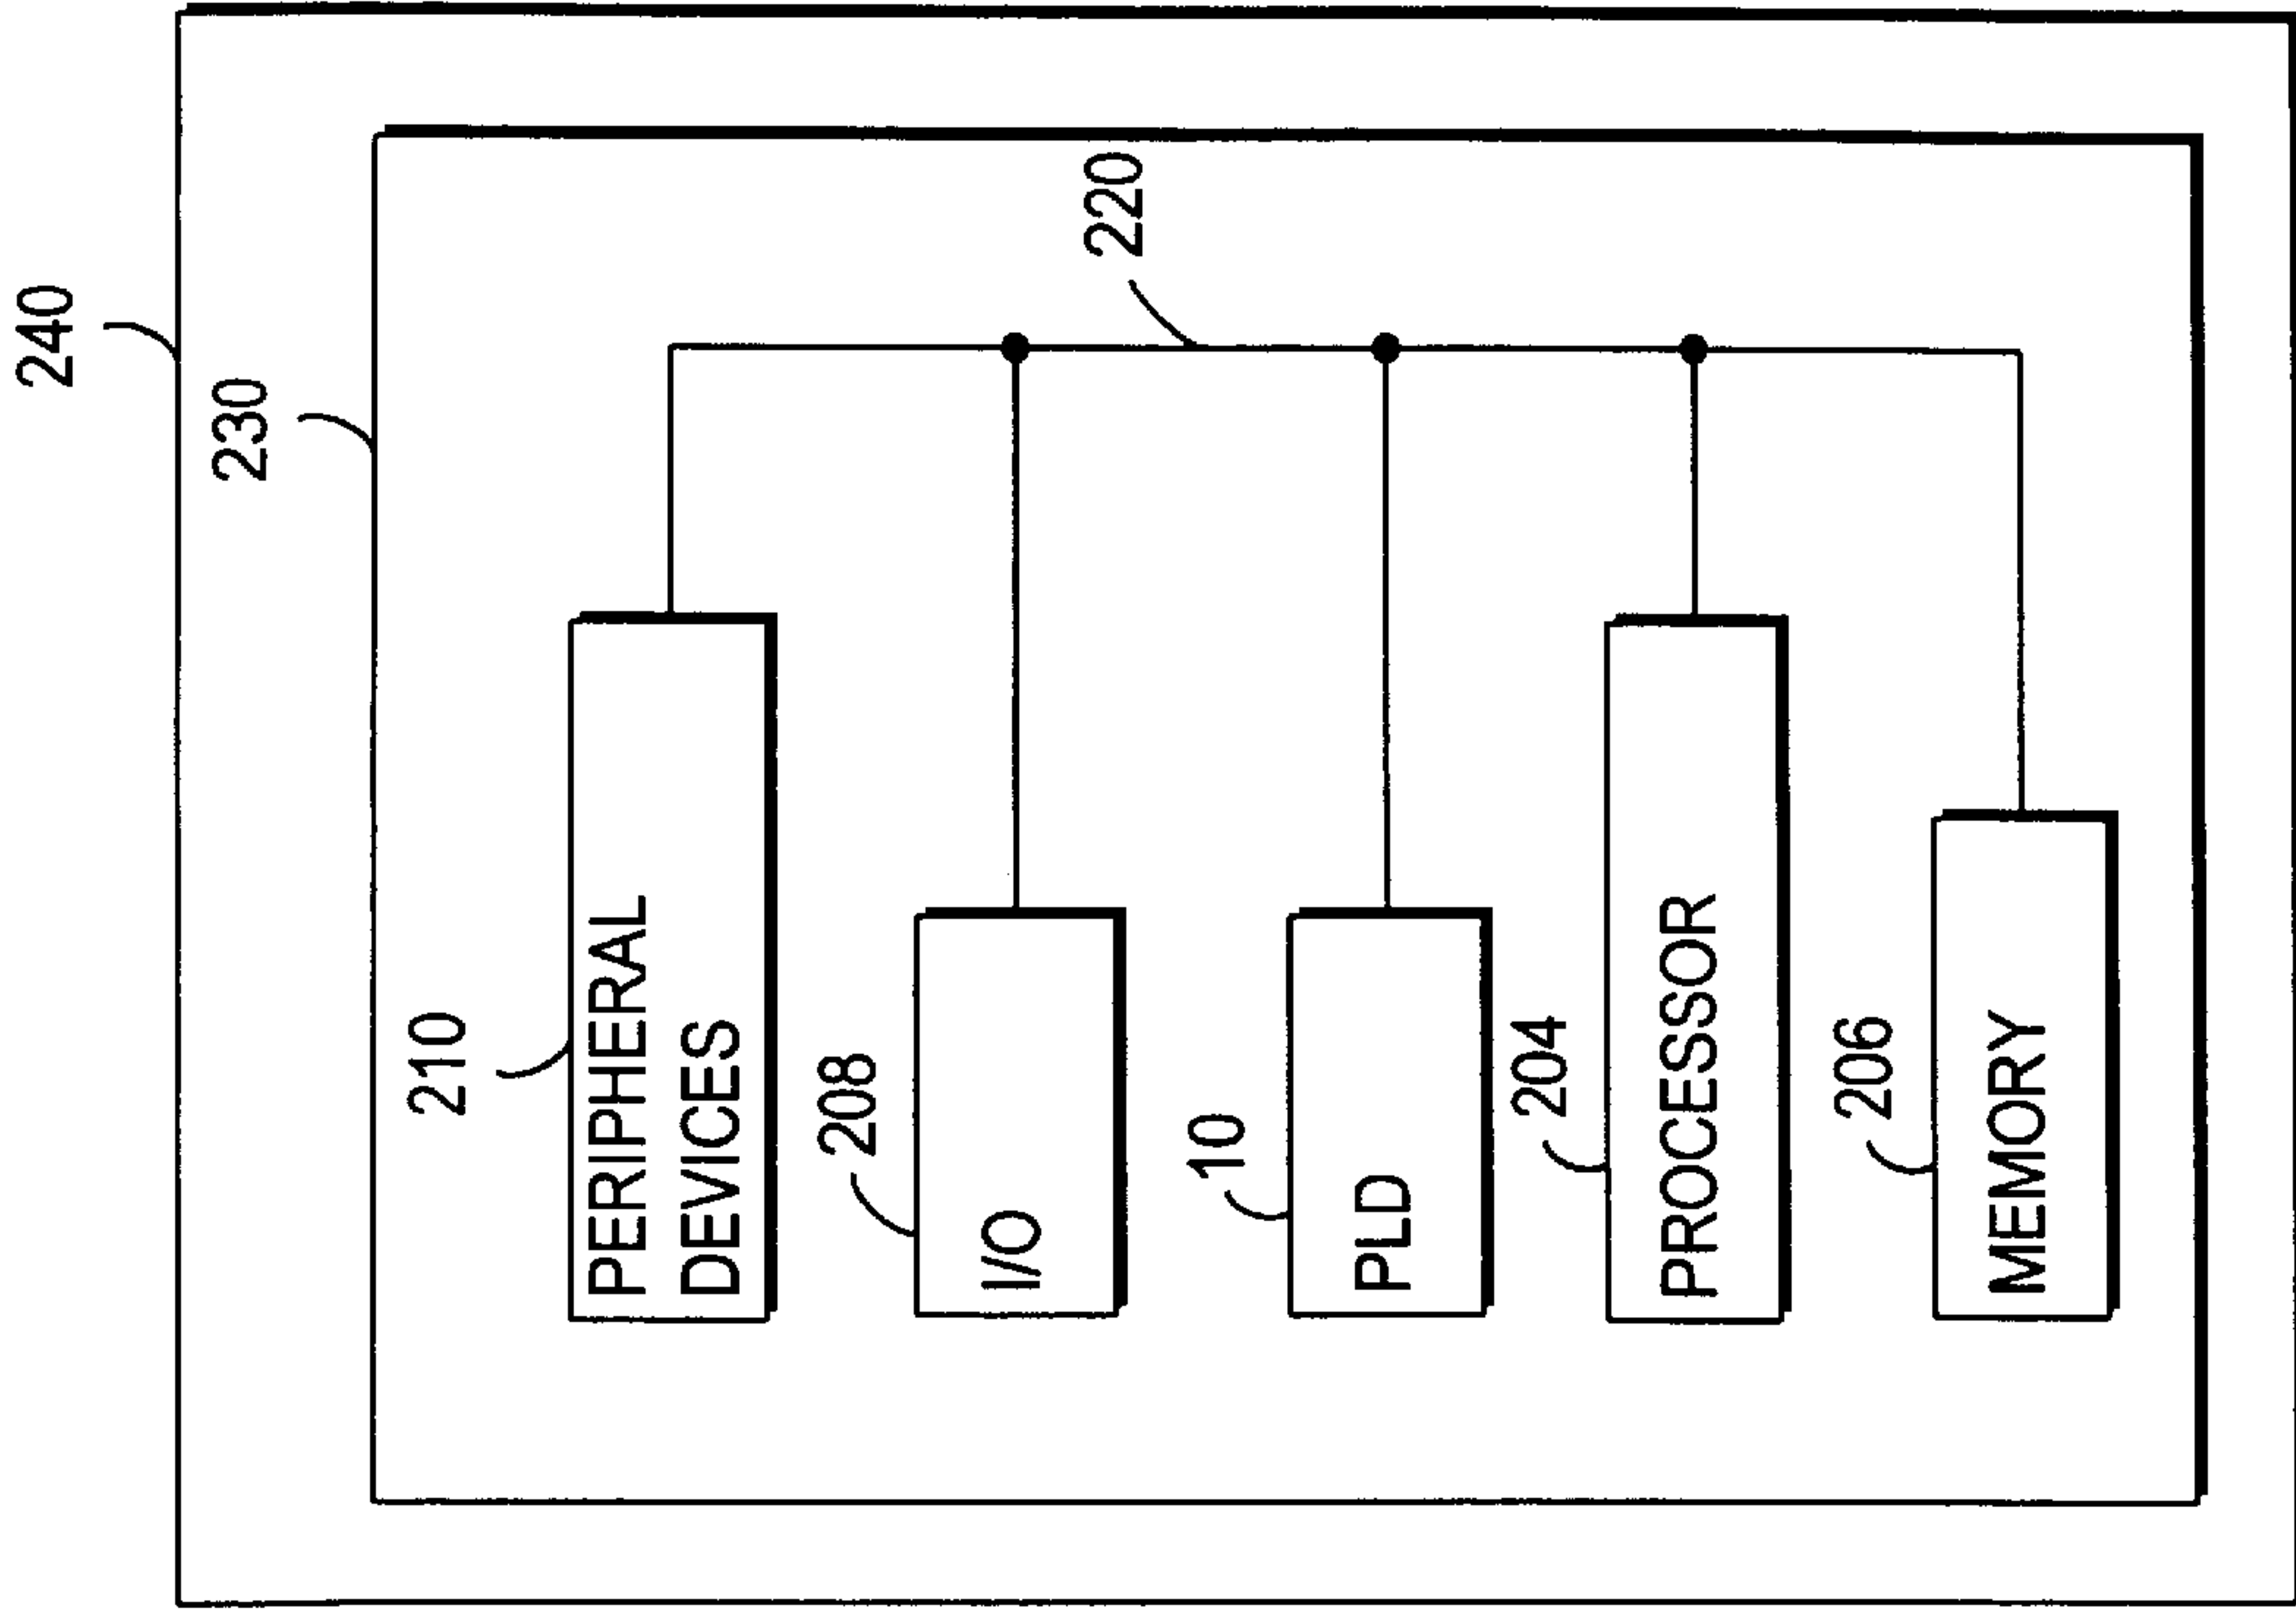 240
230
220
210
PERIPHERAL
DEVICES
208
I/O
10
PLD
204
PROCESSOR
206
MEMORY